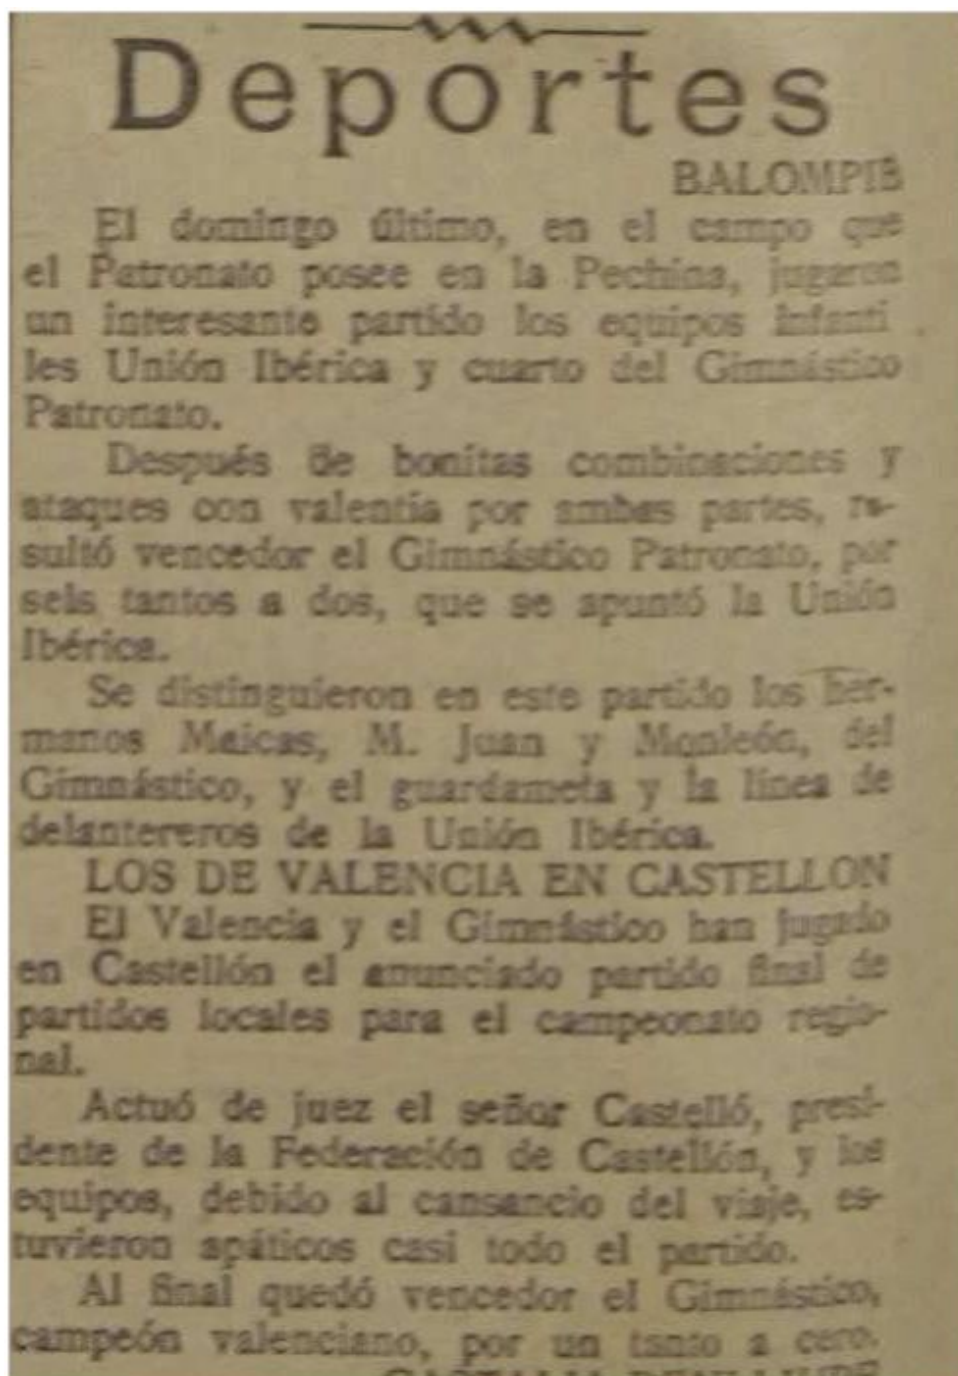 Deportes
BALOMPIE
El domingo último, en el campo que
el Patronato posee en la Pechina, jugaron
un interesante partido los equipos infanti
les Unión Ibérica y cuarto del Gimnástico
Patronato.
Después de bonitas combinaciones y
ataques con valentía por ambas partes, re-
sultó vencedor el Gimnástico Patronato, por
seis tantos a dos, que se apuntó la Unión
Ibérica.
Se distinguieron en este partido los her-
manos Maicas, M. Juan y Monleón, del
Gimnástico, y el guardameta y la línea de
delantereros de la Unión Ibérica.
LOS DE VALENCIA EN CASTELLON
El Valencia y el Gimnástico han jugado
en Castellón el anunciado partido final de
partidos locales para el campeonato regio-
nal.
Actuó de juez el señor Castelló, presi-
dente de la Federación de Castellón, y los
equipos, debido al cansancio del viaje, es-
tuvieron apáticos casi todo el partido.
Al final quedó vencedor el Gimnástico,
campeón valenciano, por un tanto a cero.